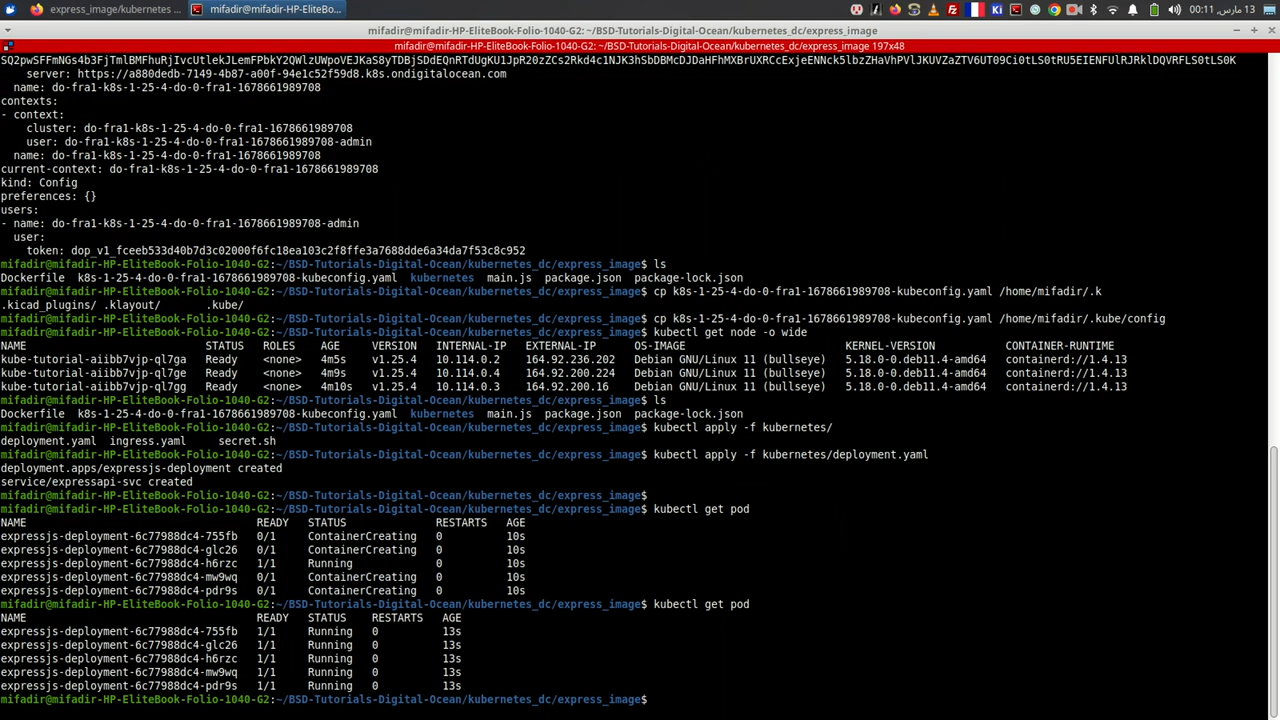 express_image/kubernetes ...
mifadir@mifadir-HP-EliteBo...
Ki
00:11 ,13 مارس
mifadir@mifadir-HP-EliteBook-Folio-1040-G2: ~/BSD-Tutorials-Digital-Ocean/kubernetes_dc/express_image
mifadir@mifadir-HP-EliteBook-Folio-1040-G2: ~/BSD-Tutorials-Digital-Ocean/kubernetes_dc/express_image 197x48
server: https://a880dedb-7149-4b87-a00f-94e1c52f59d8.k8s.ondigitalocean.com
name: do-fra1-k8s-1-25-4-do-0-fra1-1678661989708
contexts:
- context:
cluster: do-fra1-k8s-1-25-4-do-0-fra1-1678661989708
user: do-fra1-k8s-1-25-4-do-0-fra1-1678661989708-admin
name: do-fra1-k8s-1-25-4-do-0-fra1-1678661989708
current-context: do-fra1-k8s-1-25-4-do-0-fra1-1678661989708
kind: Config
preferences: {}
users:
- name: do-fra1-k8s-1-25-4-do-0-fra1-1678661989708-admin
user:
token: dop_v1_fceeb533d40b7d3c02000f6fc18ea103c2f8ffe3a7688dde6a34da7f53c8c952
mifadir@mifadir-HP-EliteBook-Folio-1040-G2:~/BSD-Tutorials-Digital-Ocean/kubernetes_dc/express_image$ ls
Dockerfile k8s-1-25-4-do-0-fra1-1678661989708-kubeconfig.yaml kubernetes main.js package.json package-lock.json
mifadir@mifadir-HP-EliteBook-Folio-1040-G2:~/BSD-Tutorials-Digital-Ocean/kubernetes_dc/express_image$ cp k8s-1-25-4-do-0-fra1-1678661989708-kubeconfig.yaml /home/mifadir/.k
.kicad_plugins/ .klayout/ .kube/
mifadir@mifadir-HP-EliteBook-Folio-1040-G2:~/BSD-Tutorials-Digital-Ocean/kubernetes_dc/express_image$ cp k8s-1-25-4-do-0-fra1-1678661989708-kubeconfig.yaml /home/mifadir/.kube/config
mifadir@mifadir-HP-EliteBook-Folio-1040-G2:~/BSD-Tutorials-Digital-Ocean/kubernetes_dc/express_image$ kubectl get node -o wide
NAME STATUS ROLES AGE VERSION INTERNAL-IP EXTERNAL-IP OS-IMAGE KERNEL-VERSION CONTAINER-RUNTIME
kube-tutorial-aiibb7vjp-ql7ga Ready <none> 4m5s v1.25.4 10.114.0.2 164.92.236.202 Debian GNU/Linux 11 (bullseye) 5.18.0-0.deb11.4-amd64 containerd://1.4.13
kube-tutorial-aiibb7vjp-ql7ge Ready <none> 4m9s v1.25.4 10.114.0.4 164.92.200.224 Debian GNU/Linux 11 (bullseye) 5.18.0-0.deb11.4-amd64 containerd://1.4.13
kube-tutorial-aiibb7vjp-ql7gg Ready <none> 4m10s v1.25.4 10.114.0.3 164.92.200.16 Debian GNU/Linux 11 (bullseye) 5.18.0-0.deb11.4-amd64 containerd://1.4.13
mifadir@mifadir-HP-EliteBook-Folio-1040-G2:~/BSD-Tutorials-Digital-Ocean/kubernetes_dc/express_image$ ls
Dockerfile k8s-1-25-4-do-0-fra1-1678661989708-kubeconfig.yaml kubernetes main.js package.json package-lock.json
mifadir@mifadir-HP-EliteBook-Folio-1040-G2:~/BSD-Tutorials-Digital-Ocean/kubernetes_dc/express_image$ kubectl apply -f kubernetes/
deployment.yaml ingress.yaml secret.sh
mifadir@mifadir-HP-EliteBook-Folio-1040-G2:~/BSD-Tutorials-Digital-Ocean/kubernetes_dc/express_image$ kubectl apply -f kubernetes/deployment.yaml
deployment.apps/expressjs-deployment created
service/expressapi-svc created
mifadir@mifadir-HP-EliteBook-Folio-1040-G2:~/BSD-Tutorials-Digital-Ocean/kubernetes_dc/express_image$
mifadir@mifadir-HP-EliteBook-Folio-1040-G2:~/BSD-Tutorials-Digital-Ocean/kubernetes_dc/express_image$ kubectl get pod
NAME READY STATUS RESTARTS AGE
expressjs-deployment-6c77988dc4-755fb 0/1 ContainerCreating 0 10s
expressjs-deployment-6c77988dc4-glc26 0/1 ContainerCreating 0 10s
expressjs-deployment-6c77988dc4-h6rzc 1/1 Running 0 10s
expressjs-deployment-6c77988dc4-mw9wq 0/1 ContainerCreating 0 10s
expressjs-deployment-6c77988dc4-pdr9s 0/1 ContainerCreating 0 10s
mifadir@mifadir-HP-EliteBook-Folio-1040-G2:~/BSD-Tutorials-Digital-Ocean/kubernetes_dc/express_image$ kubectl get pod
NAME READY STATUS RESTARTS AGE
expressjs-deployment-6c77988dc4-755fb 1/1 Running 0 13s
expressjs-deployment-6c77988dc4-glc26 1/1 Running 0 13s
expressjs-deployment-6c77988dc4-h6rzc 1/1 Running 0 13s
expressjs-deployment-6c77988dc4-mw9wq 1/1 Running 0 13s
expressjs-deployment-6c77988dc4-pdr9s 1/1 Running 0 13s
mifadir@mifadir-HP-EliteBook-Folio-1040-G2:~/BSD-Tutorials-Digital-Ocean/kubernetes_dc/express_image$